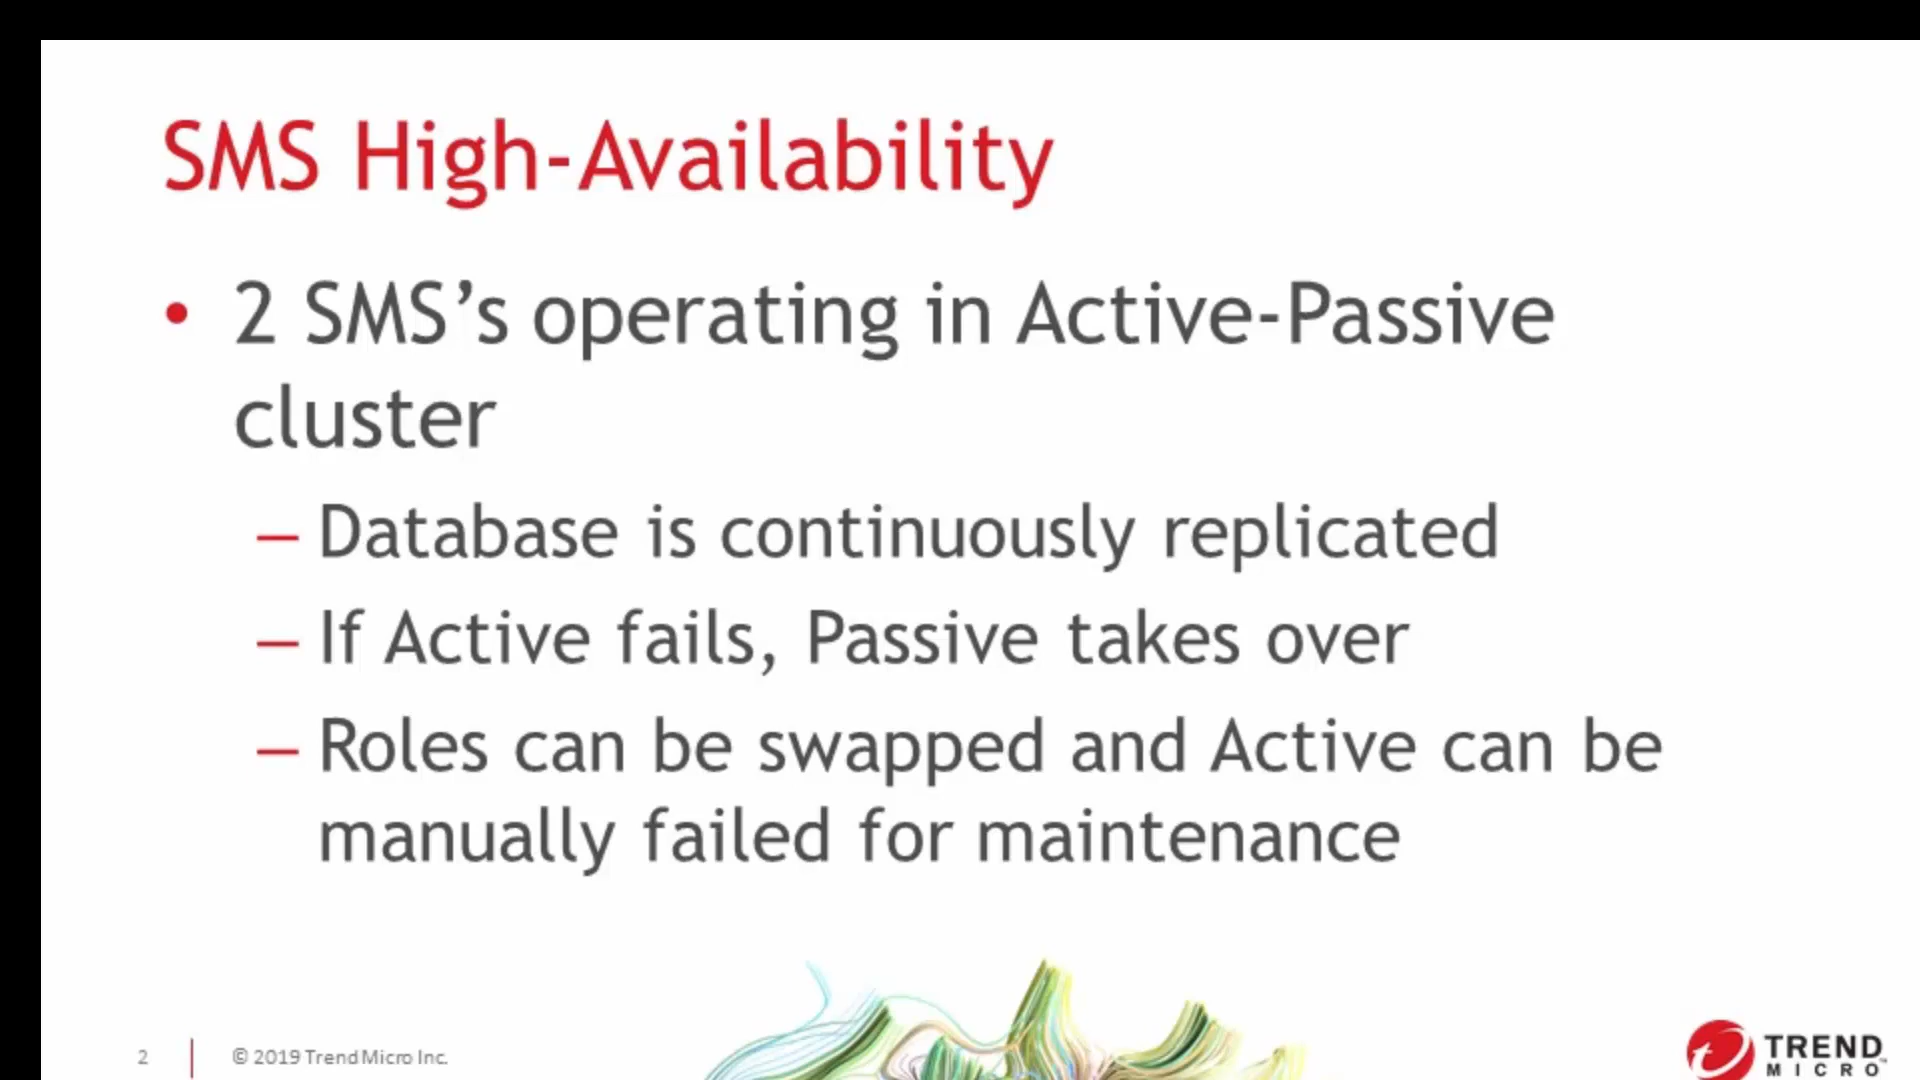 SMS High-Availability
• 2 SMS’s operating in Active-Passive
cluster
– Database is continuously replicated
– If Active fails, Passive takes over
– Roles can be swapped and Active can be
manually failed for maintenance
2
© 2019 Trend Micro Inc.
TREND
MICRO™